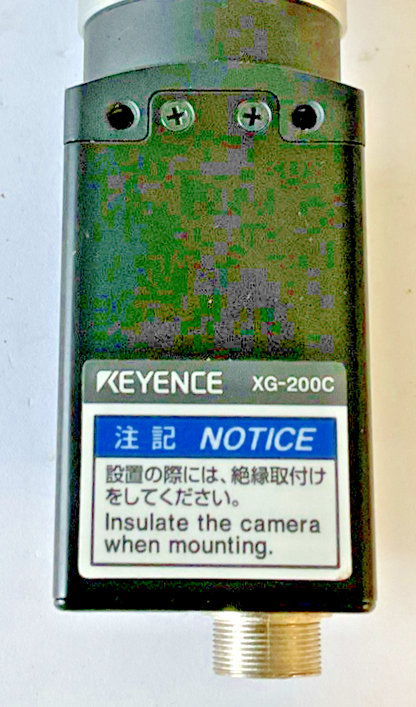 KEYENCE XG-200C
注記 NOTICE
設置の際には、絶縁取付け
をしてください。
Insulate the camera
when mounting.